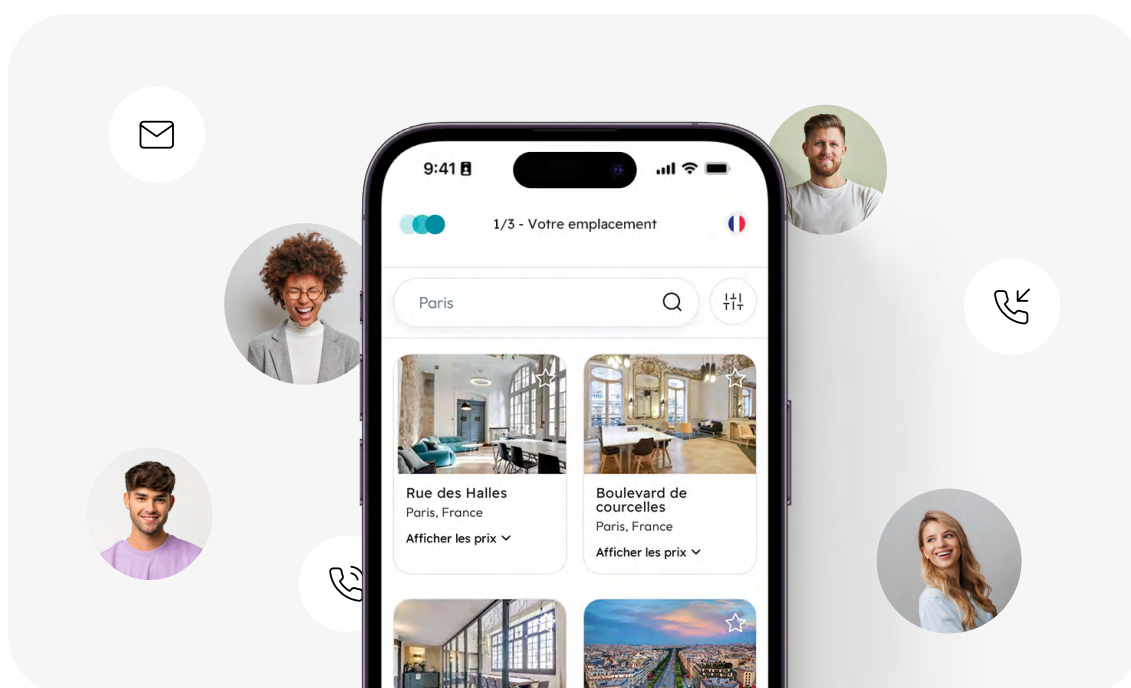 9:41
1/3 - Votre emplacement
Paris
Rue des Halles
Paris, France
Afficher les prix
Boulevard de
courcelles
Paris, France
Afficher les prix